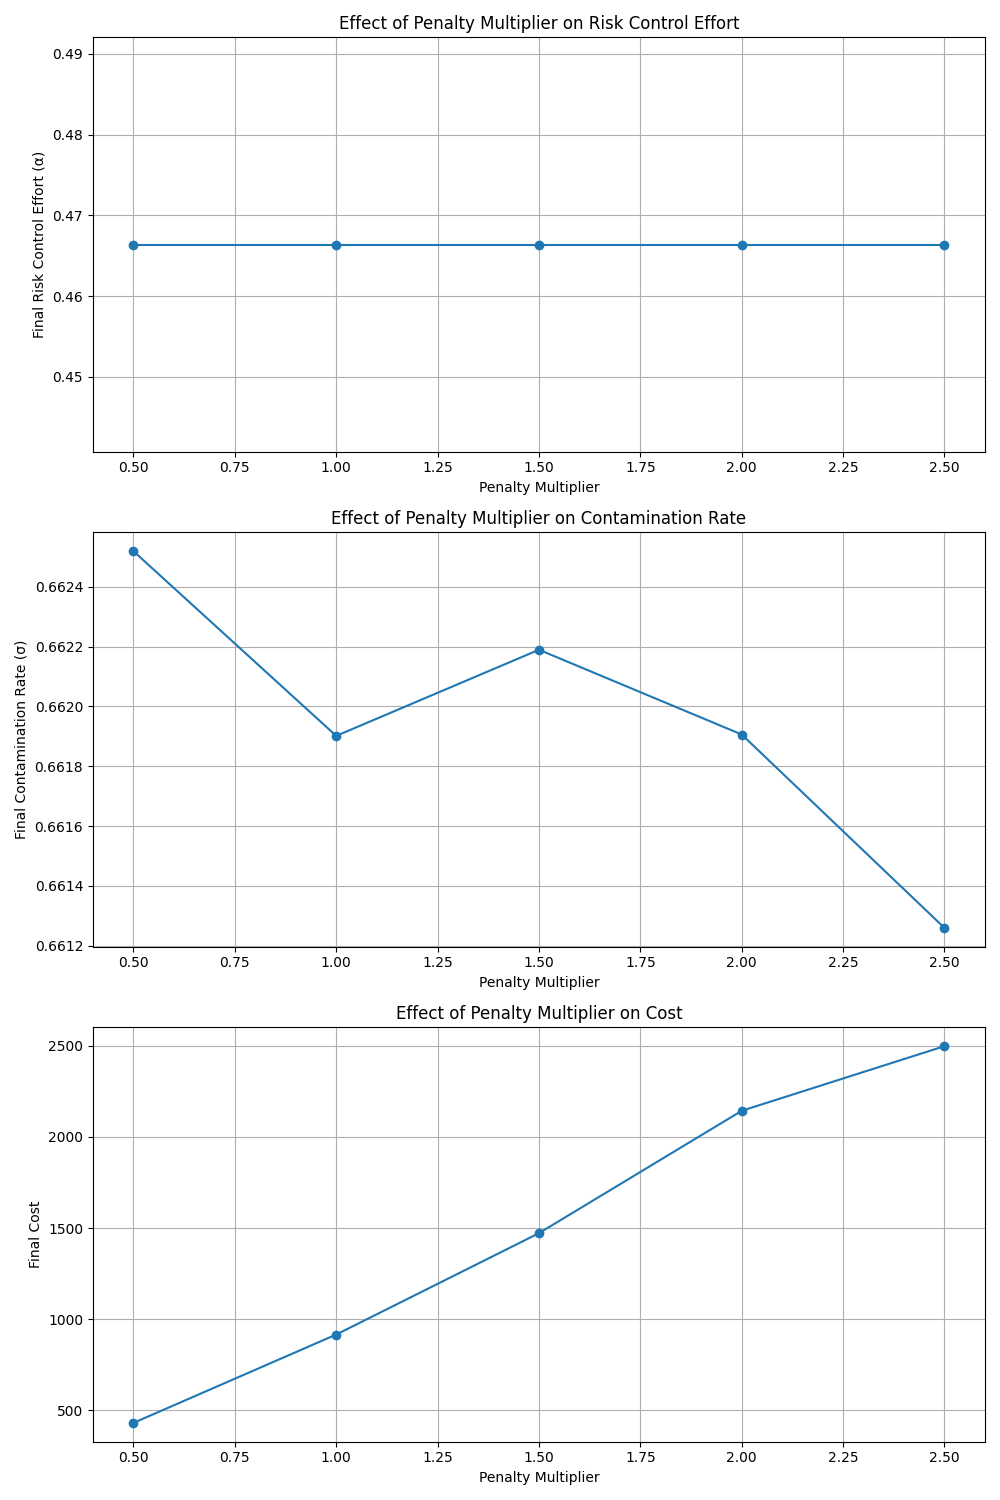 Effect of Penalty Multiplier on Risk Control Effort
0.49
0.48
0.47
0.46
0.45
Final Risk Control Effort (α)
0.50 0.75 1.00 1.25 1.50 1.75 2.00 2.25 2.50
Penalty Multiplier
Effect of Penalty Multiplier on Contamination Rate
0.6624
0.6622
0.6620
0.6618
0.6616
0.6614
0.6612
Final Contamination Rate (σ)
0.50 0.75 1.00 1.25 1.50 1.75 2.00 2.25 2.50
Penalty Multiplier
Effect of Penalty Multiplier on Cost
2500
2000
1500
1000
500
Final Cost
0.50 0.75 1.00 1.25 1.50 1.75 2.00 2.25 2.50
Penalty Multiplier